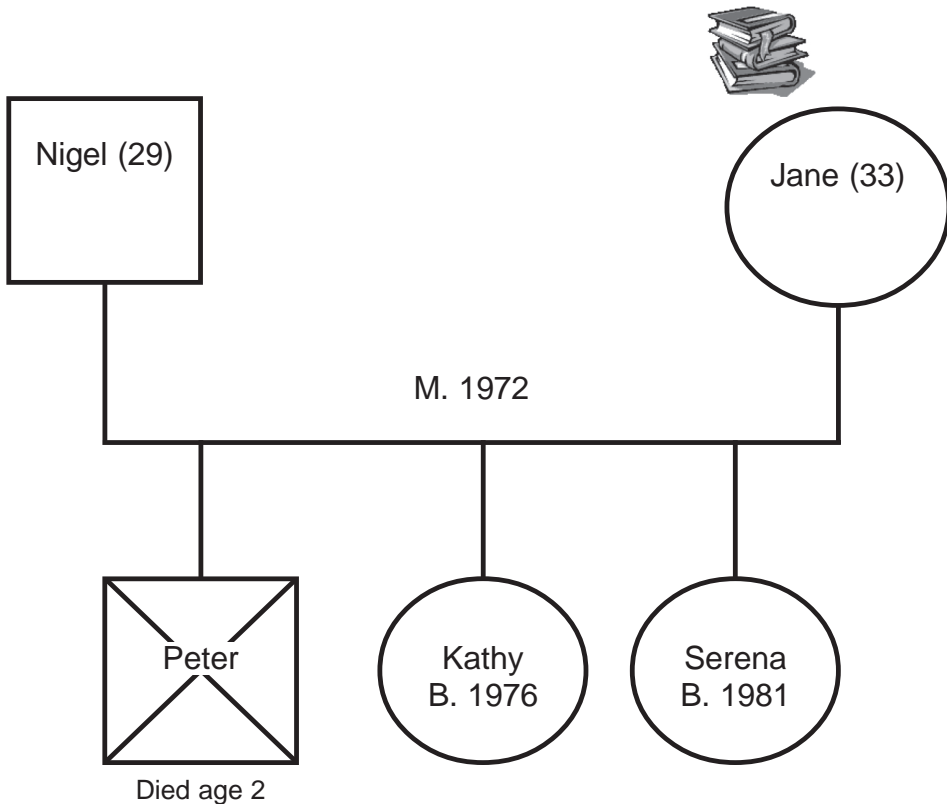 Nigel (29)
Jane (33)
M. 1972
Peter
Kathy
B. 1976
Serena
B. 1981
Died age 2